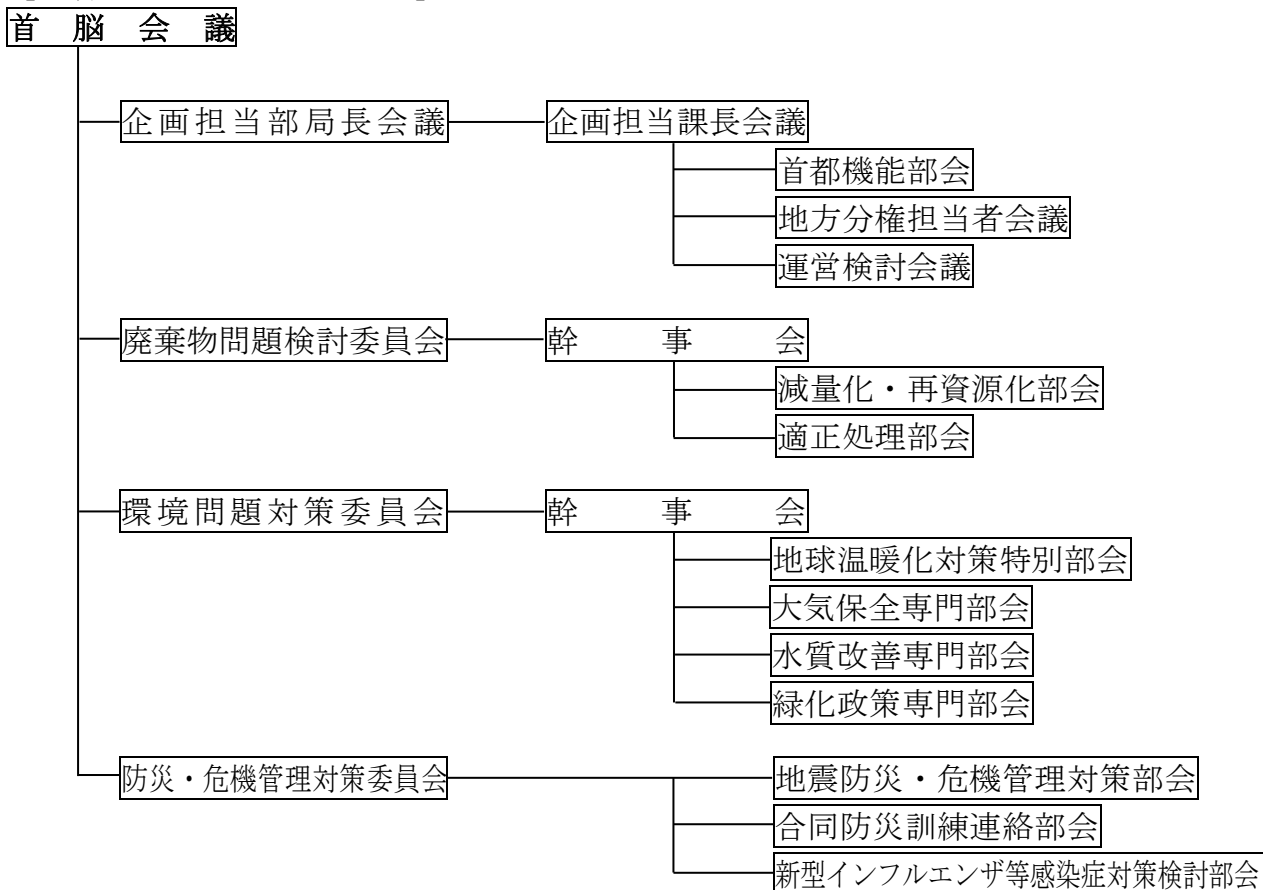 首脳会議
企画担当部局長会議 企画担当課長会議
首都機能部会
地方分権担当者会議
運営検討会議
廃棄物問題検討委員会 幹事会
減量化・再資源化部会
適正処理部会
環境問題対策委員会 幹事会
地球温暖化対策特別部会
大気保全専門部会
水質改善専門部会
緑化政策専門部会
防災・危機管理対策委員会 地震防災・危機管理対策部会
合同防災訓練連絡部会
新型インフルエンザ等感染症対策検討部会